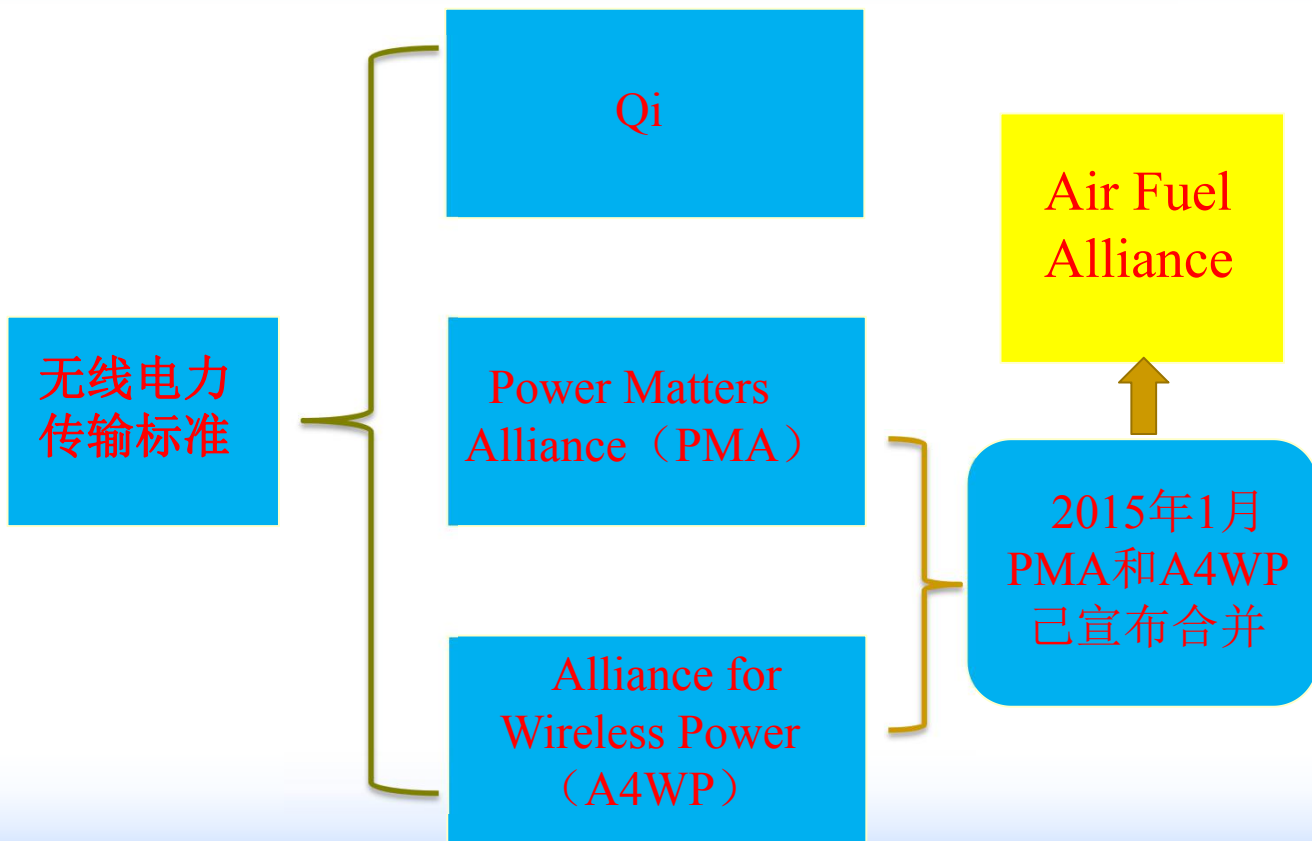 无线电力
传输标准
Qi
Power Matters
Alliance（PMA）
Alliance for
Wireless Power
（A4WP）
2015年1月
PMA和A4WP
己宣布合并
Air Fuel
Alliance